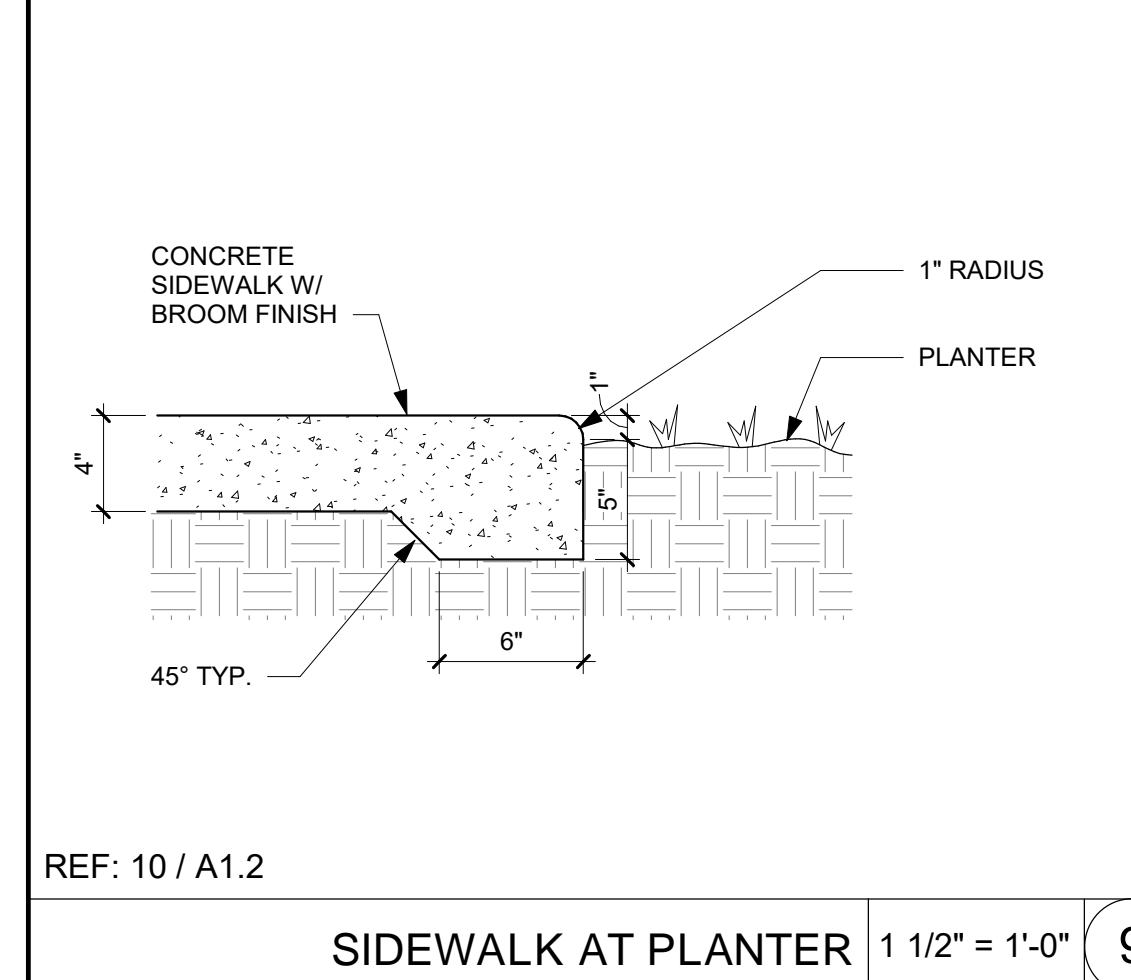 CONCRETE
SIDEWALK W/
BROOM FINISH
1" RADIUS
PLANTER
1"
4"
5"
6"
45° TYP.
REF: 10 / A1.2
SIDEWALK AT PLANTER
1 1/2" = 1'-0"
9